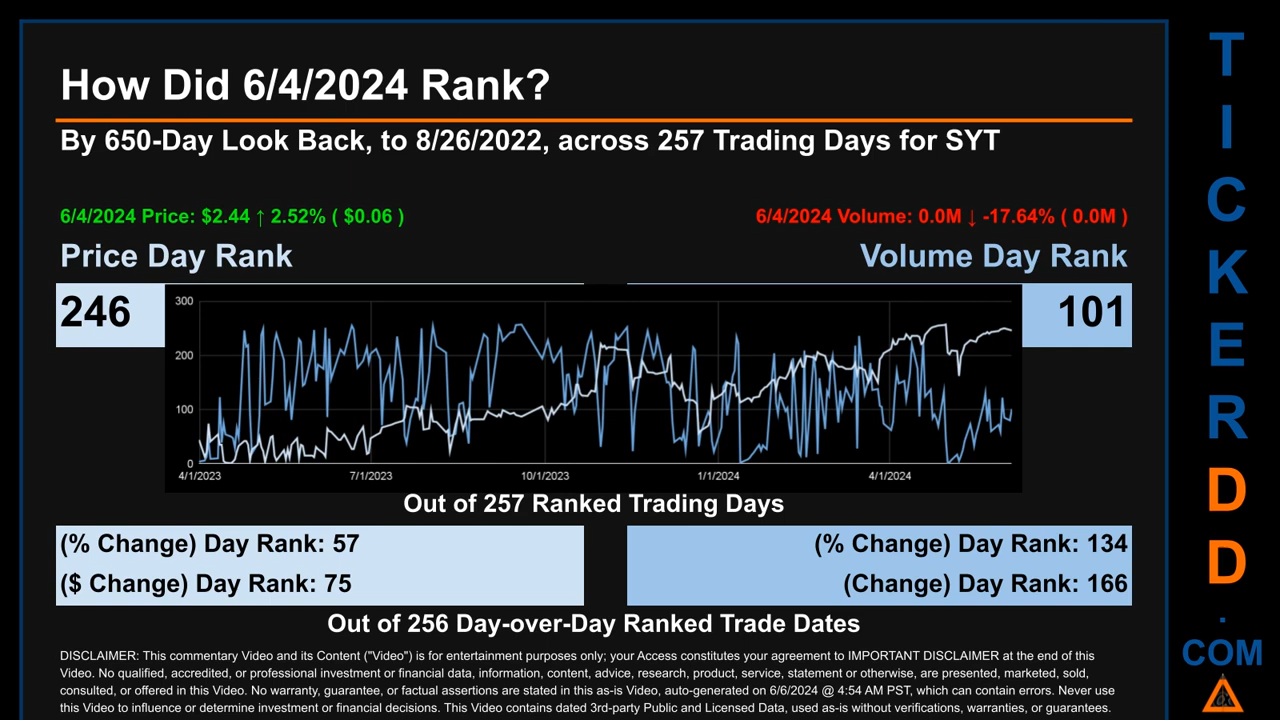 How Did 6/4/2024 Rank?
By 650-Day Look Back, to 8/26/2022, across 257 Trading Days for SYT
6/4/2024 Price: $2.44 ↑ 2.52% ( $0.06 )
6/4/2024 Volume: 0.0M ↓ -17.64% ( 0.0M )
Price Day Rank
Volume Day Rank
246
101
300
200
100
0
4/1/2023
7/1/2023
10/1/2023
1/1/2024
4/1/2024
Out of 257 Ranked Trading Days
(% Change) Day Rank: 57
(% Change) Day Rank: 134
($ Change) Day Rank: 75
(Change) Day Rank: 166
Out of 256 Day-over-Day Ranked Trade Dates
DISCLAIMER: This commentary Video and its Content ("Video") is for entertainment purposes only; your Access constitutes your agreement to IMPORTANT DISCLAIMER at the end of this
Video. No qualified, accredited, or professional investment or financial data, information, content, advice, research, product, service, statement or otherwise, are presented, marketed, sold,
consulted, or offered in this Video. No warranty, guarantee, or factual assertions are stated in this as-is Video, auto-generated on 6/6/2024 @ 4:54 AM PST, which can contain errors. Never use
this Video to influence or determine investment or financial decisions. This Video contains dated 3rd-party Public and Licensed Data, used as-is without verifications, warranties, or guarantees.
T
I
C
K
E
R
D
D
.
COM